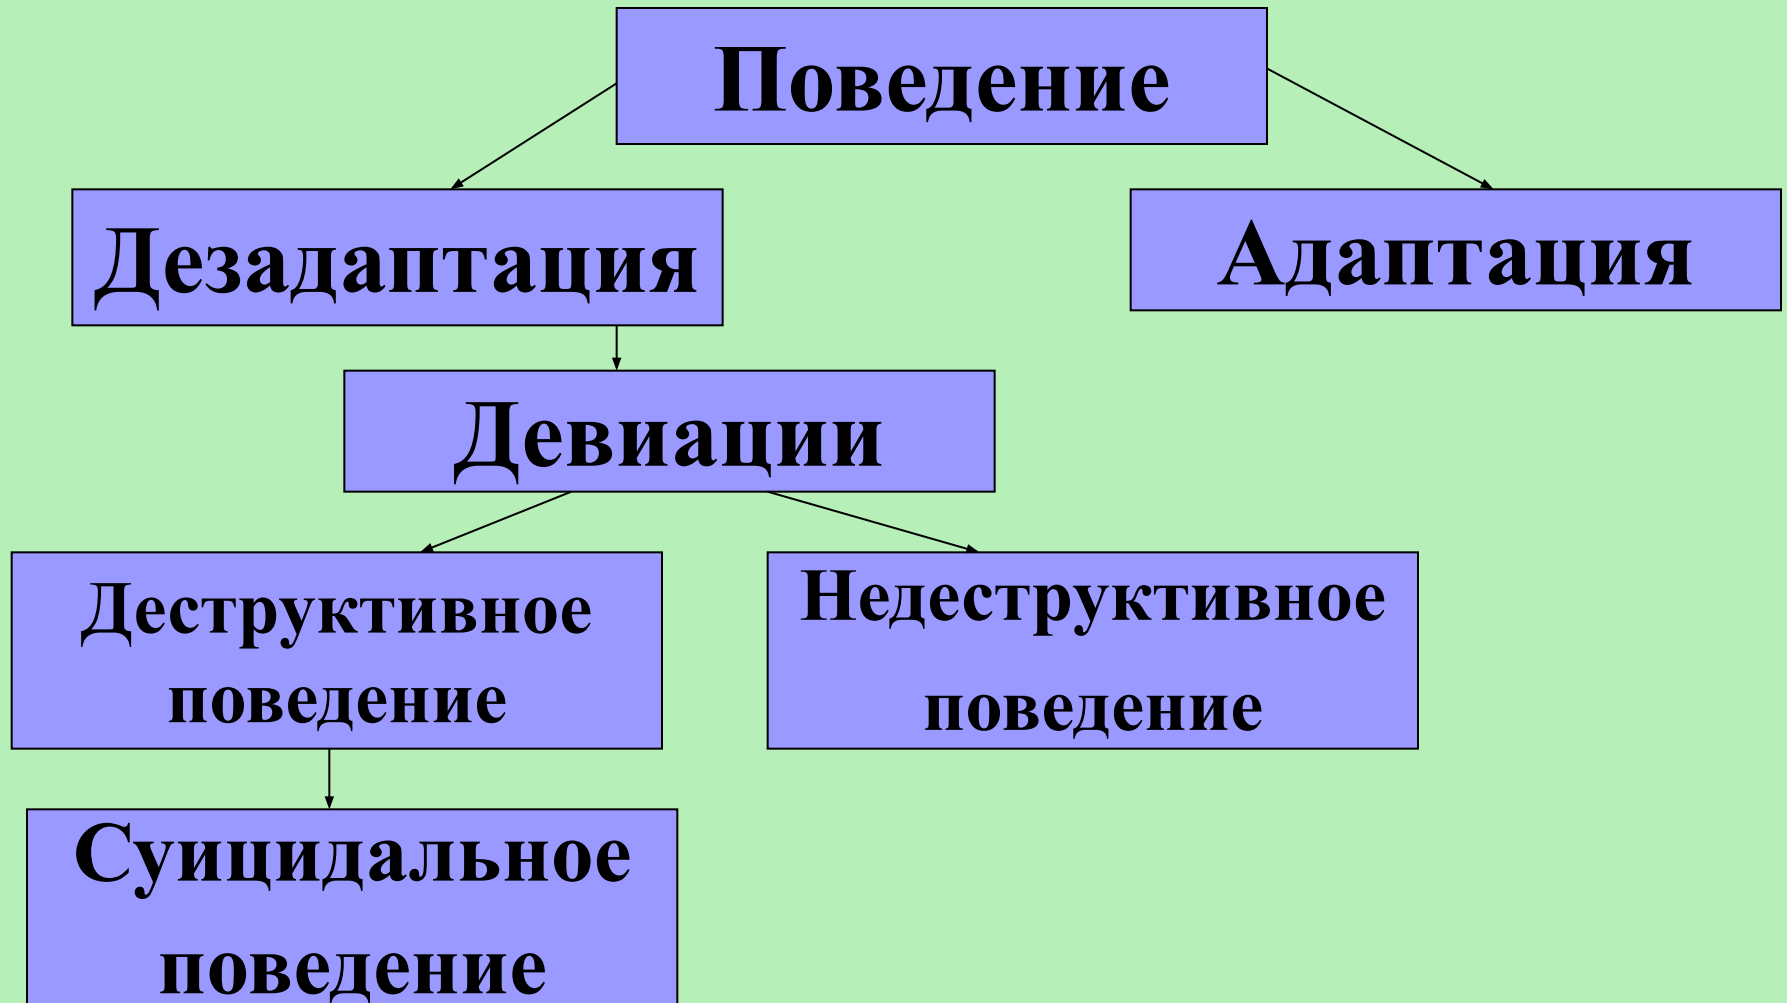 Поведение
Дезадаптация
Адаптация
Девиации
Деструктивное
поведение
Недеструктивное
поведение
Суицидальное
поведение